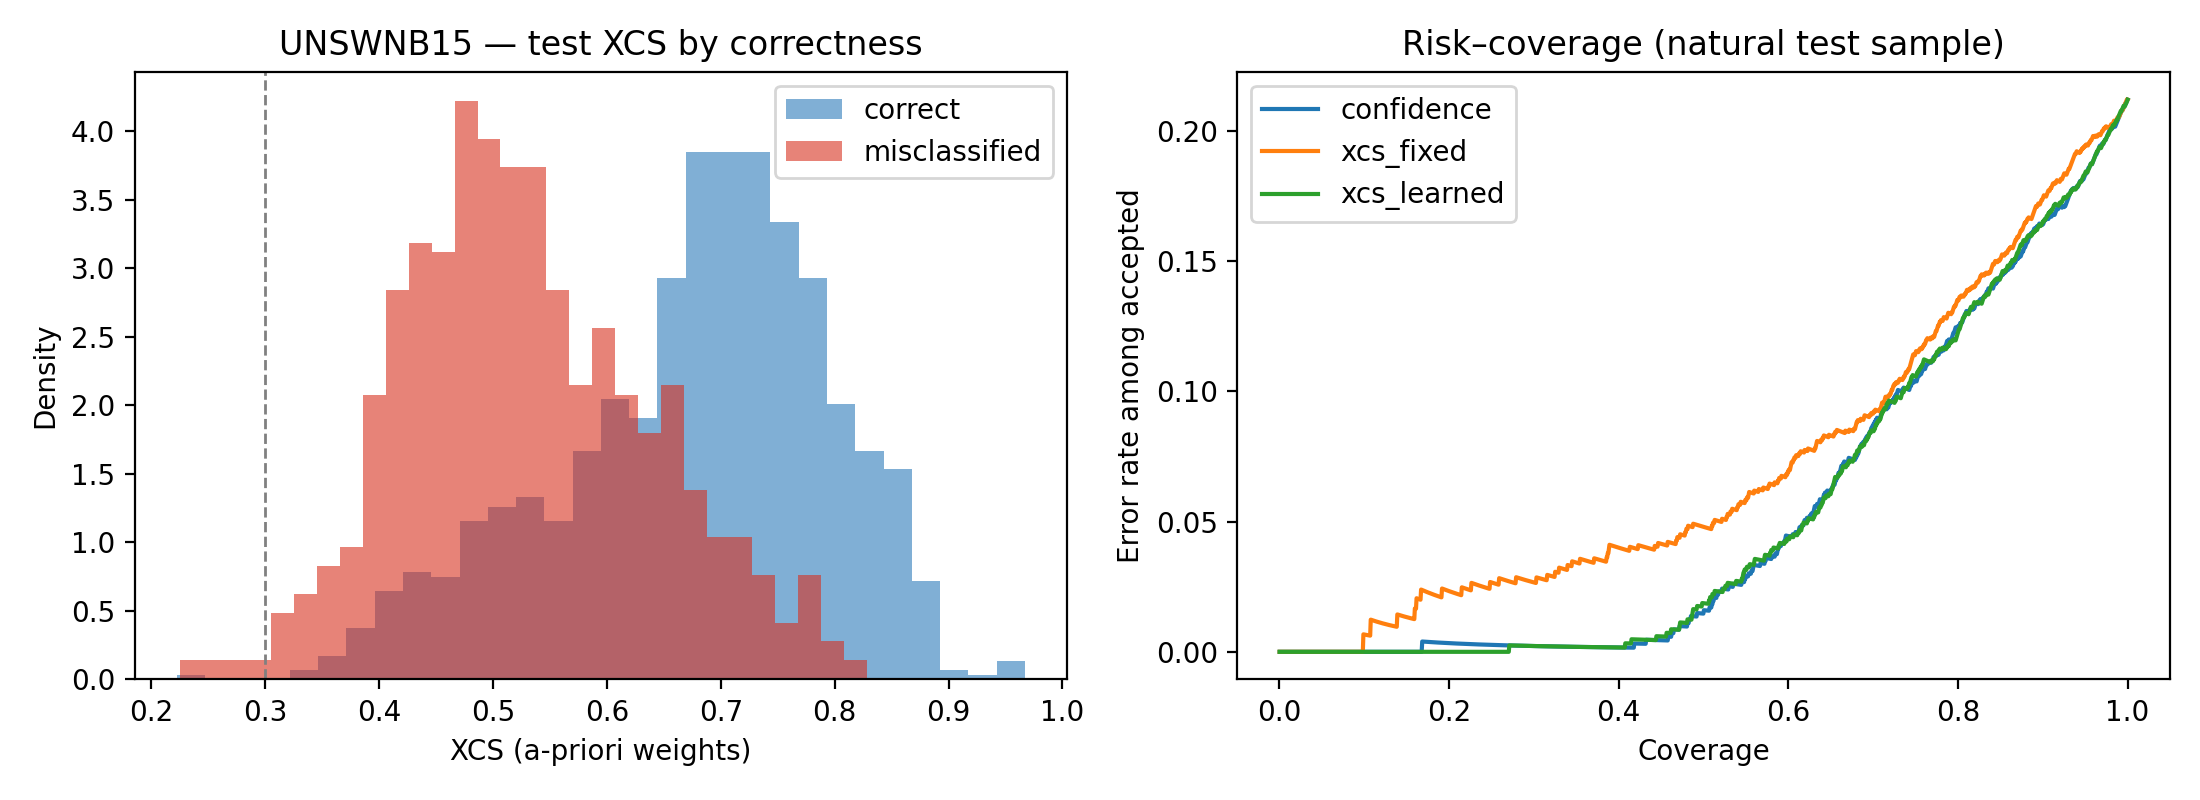 UNSWNB15 — test XCS by correctness
correct
misclassified
Density
4.0
3.5
3.0
2.5
2.0
1.5
1.0
0.5
0.0
0.2 0.3 0.4 0.5 0.6 0.7 0.8 0.9 1.0
XCS (a-priori weights)
Risk–coverage (natural test sample)
confidence
xcs_fixed
xcs_learned
Error rate among accepted
0.20
0.15
0.10
0.05
0.00
0.0 0.2 0.4 0.6 0.8 1.0
Coverage